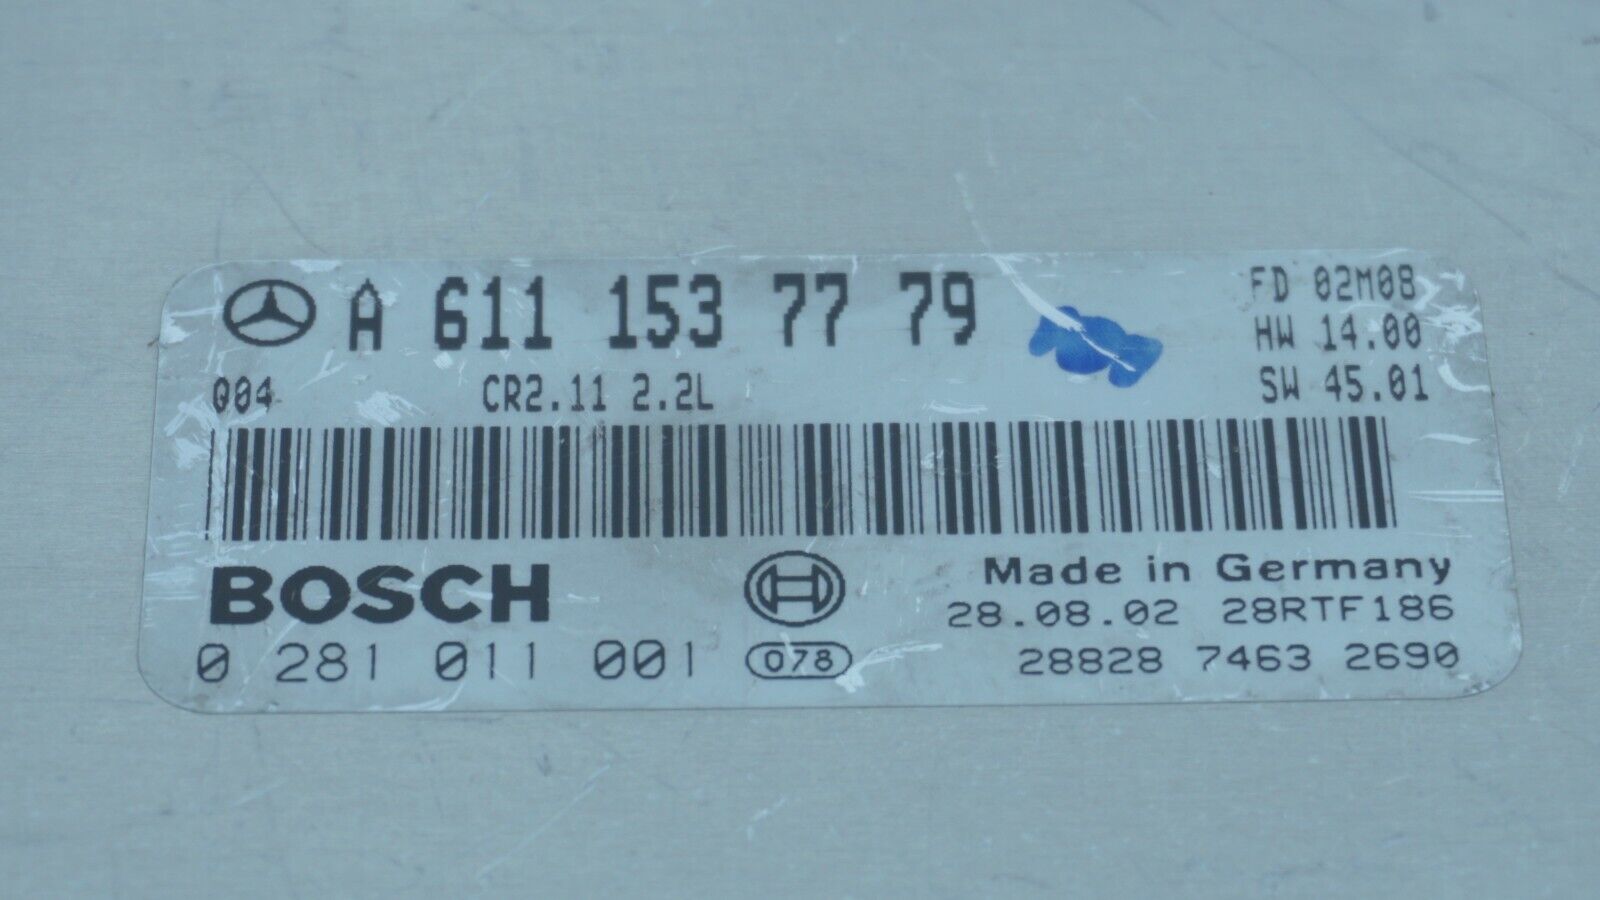 A 611 153 77 79
FD 02M08
HW 14.00
004 CR2.11 2.2L
SW 45.01
BOSCH
Made in Germany
28.08.02 28RTF186
0 281 011 001 078
28828 7463 2690